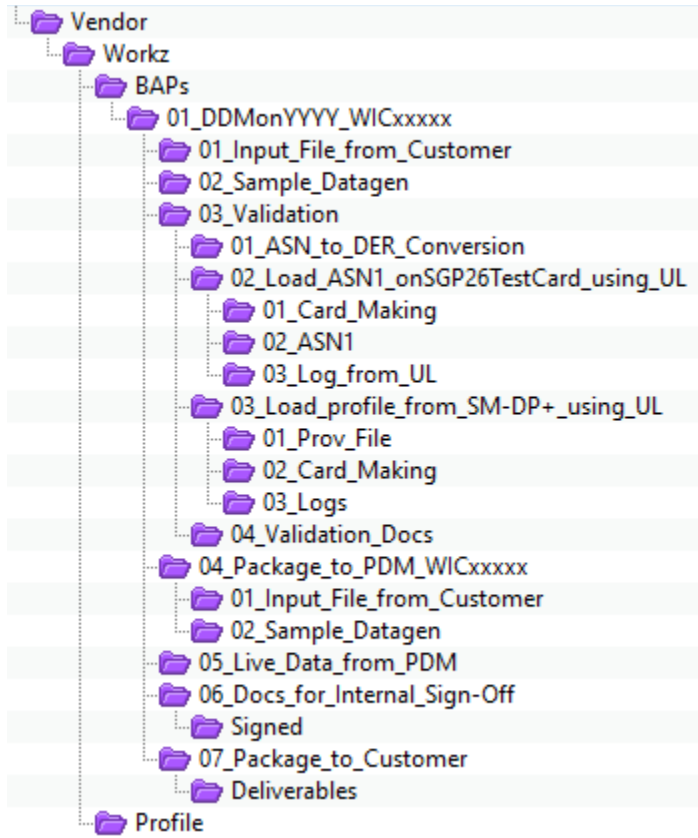 Vendor
Workz
BAPs
01_DDMonYYYY_WICxxxxx
01_Input_File_from_Customer
02_Sample_Datagen
03_Validation
01_ASN_to_DER_Conversion
02_Load_ASN1_onSGP26TestCard_using_UL
01_Card_Making
02_ASN1
03_Log_from_UL
03_Load_profile_from_SM-DP+_using_UL
01_Prov_File
02_Card_Making
03_Logs
04_Validation_Docs
04_Package_to_PDM_WICxxxxx
01_Input_File_from_Customer
02_Sample_Datagen
05_Live_Data_from_PDM
06_Docs_for_Internal_Sign-Off
Signed
07_Package_to_Customer
Deliverables
Profile